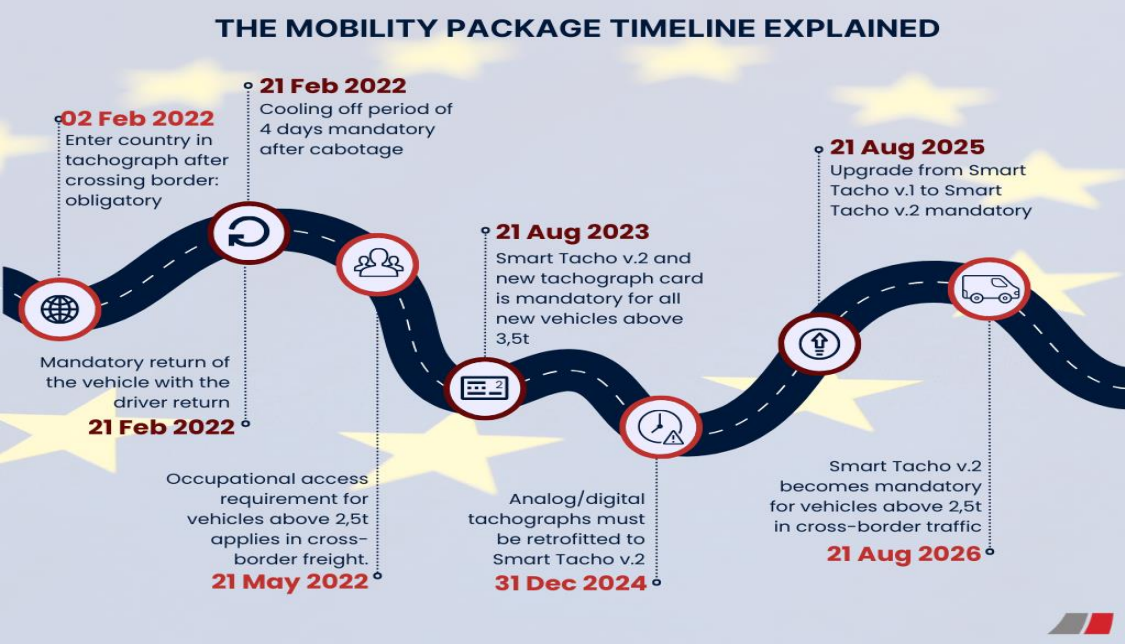 THE MOBILITY PACKAGE TIMELINE EXPLAINED
02 Feb 2022
Enter country in
tachograph after
crossing border:
obligatory
21 Feb 2022
Cooling off period of
4 days mandatory
after cabotage
Mandatory return of
the vehicle with the
driver return
21 Feb 2022
Occupational access
requirement for
vehicles above 2,5t
applies in cross-
border freight.
21 May 2022
21 Aug 2023
Smart Tacho v.2 and
new tachograph card
is mandatory for all
new vehicles above
3,5t
2
Analog/digital
tachographs must
be retrofitted to
Smart Tacho v.2
31 Dec 2024
21 Aug 2025
Upgrade from Smart
Tacho v.1 to Smart
Tacho v.2 mandatory
Smart Tacho v.2
becomes mandatory
for vehicles above 2,5t
in cross-border traffic
21 Aug 2026